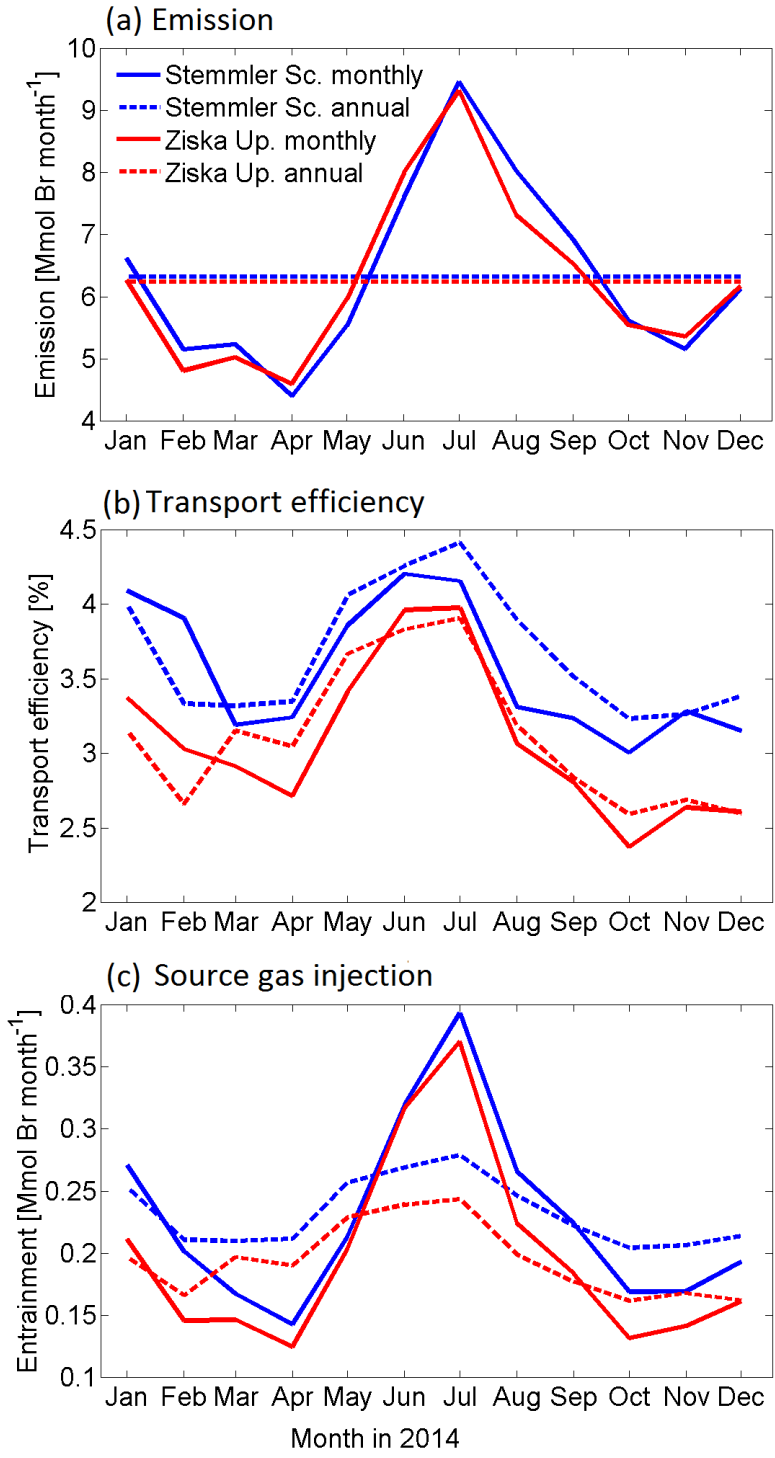 (a) Emission
Emission [Mmol Br month⁻¹]
10
9
8
7
6
5
4
Stemmler Sc. monthly
Stemmler Sc. annual
Ziska Up. monthly
Ziska Up. annual
Jan Feb Mar Apr May Jun Jul Aug Sep Oct Nov Dec
(b) Transport efficiency
Transport efficiency [%]
4.5
4
3.5
3
2.5
2
Jan Feb Mar Apr May Jun Jul Aug Sep Oct Nov Dec
(c) Source gas injection
Entrainment [Mmol Br month⁻¹]
0.4
0.35
0.3
0.25
0.2
0.15
0.1
Jan Feb Mar Apr May Jun Jul Aug Sep Oct Nov Dec
Month in 2014